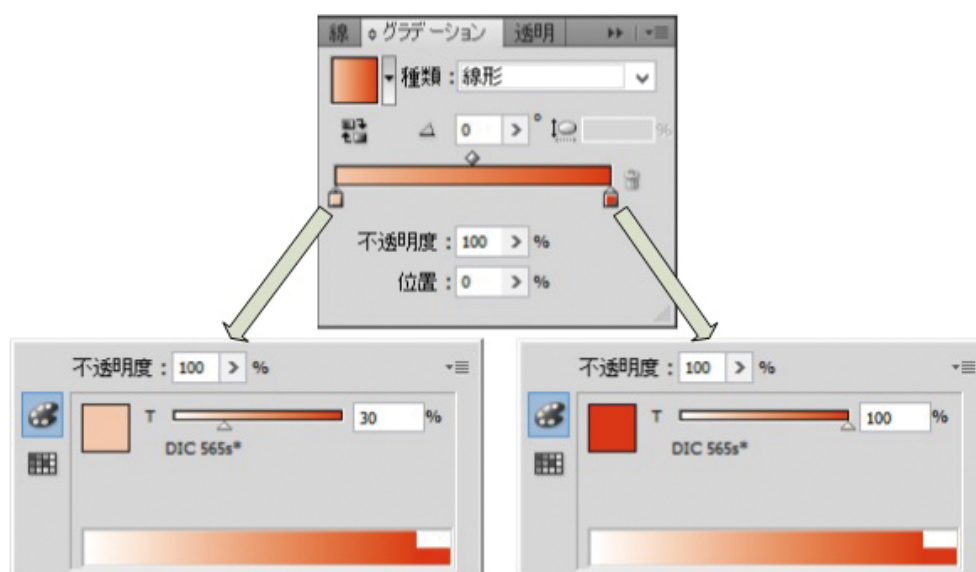 線 グラデーション 透明
種類：線形
0 ° %
不透明度：100 %
位置：0 %
不透明度：100 %
T 30 %
DIC 565s*
不透明度：100 %
T 100 %
DIC 565s*